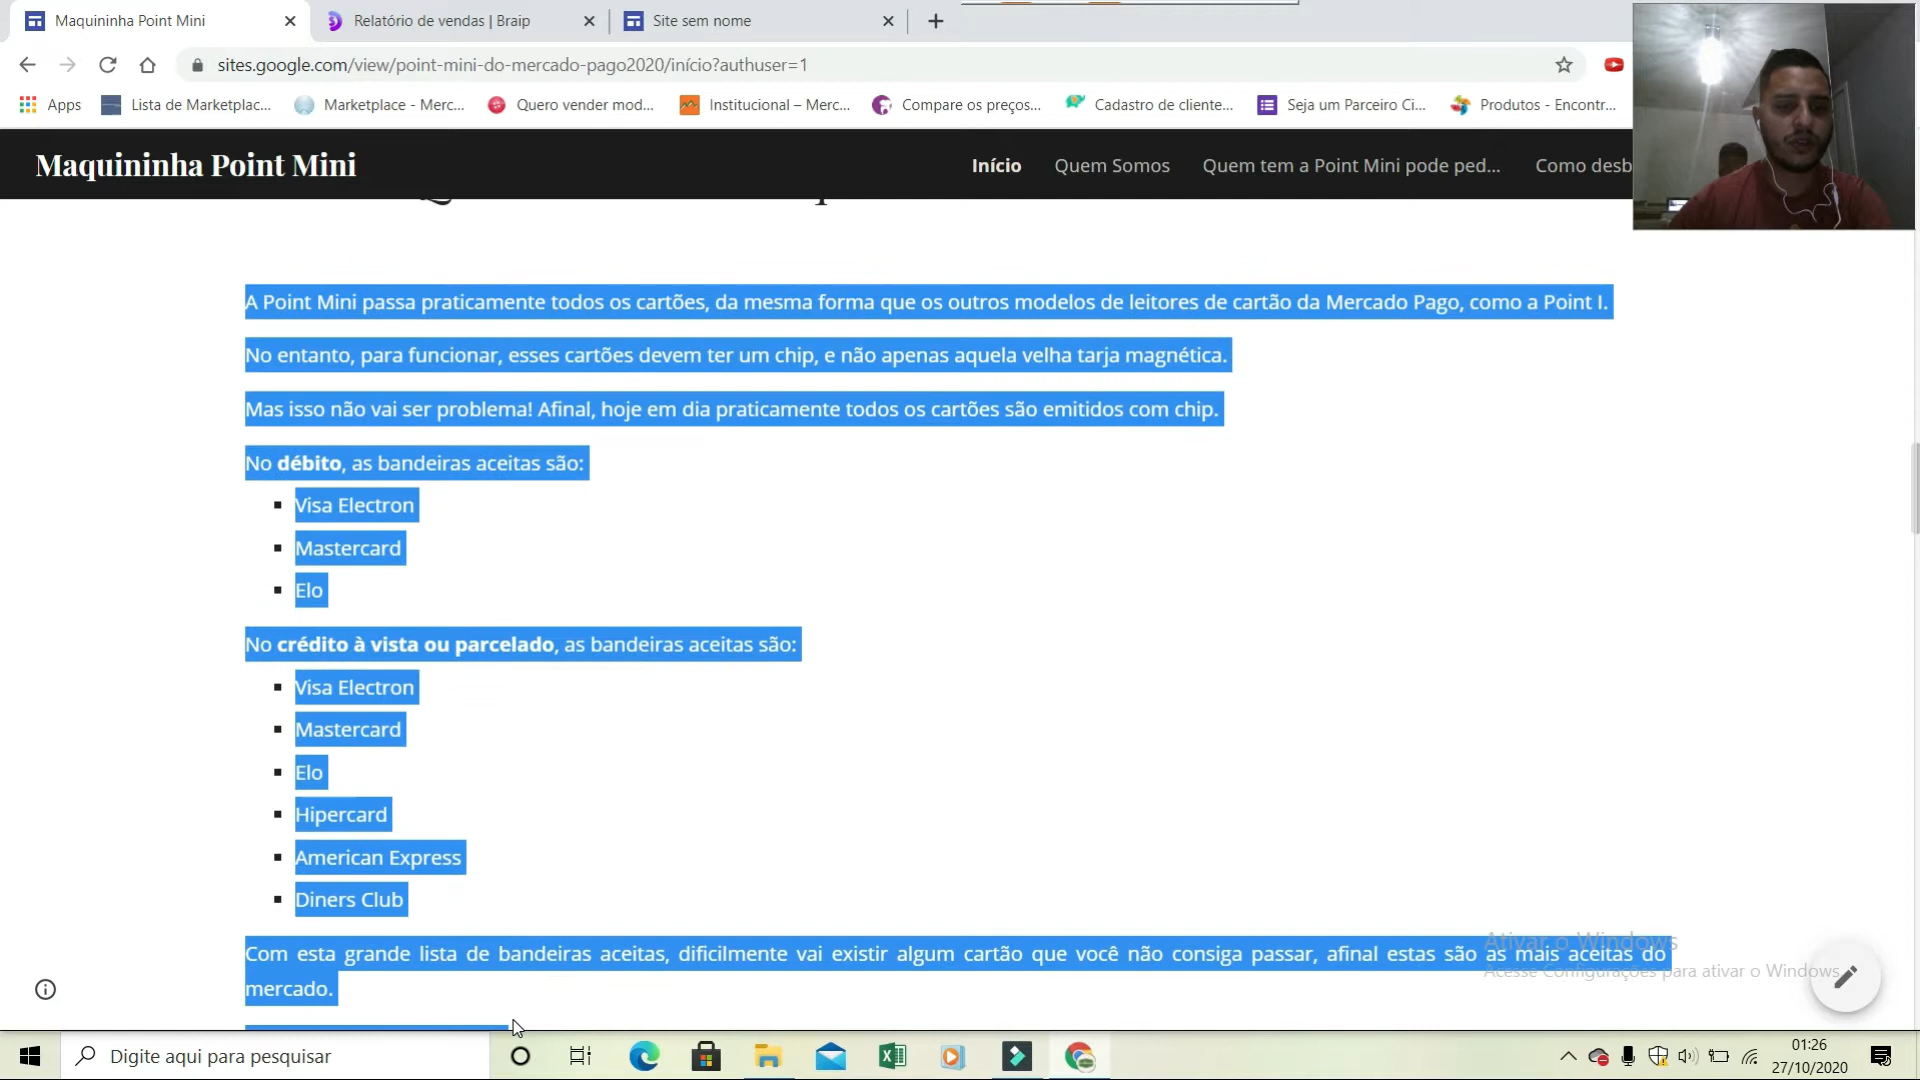 Maquininha Point Mini
Relatório de vendas | Braip
Site sem nome
sites.google.com/view/point-mini-do-mercado-pago2020/início?authuser=1
Apps
Lista de Marketplac...
Marketplace - Merc...
Quero vender mod...
Institucional – Merc...
Compare os preços...
Cadastro de cliente...
Seja um Parceiro Ci...
Produtos - Encontr...
Maquininha Point Mini
Início
Quem Somos
Quem tem a Point Mini pode ped...
Como desb
A Point Mini passa praticamente todos os cartões, da mesma forma que os outros modelos de leitores de cartão da Mercado Pago, como a Point I.
No entanto, para funcionar, esses cartões devem ter um chip, e não apenas aquela velha tarja magnética.
Mas isso não vai ser problema! Afinal, hoje em dia praticamente todos os cartões são emitidos com chip.
No débito, as bandeiras aceitas são:
Visa Electron
Mastercard
Elo
No crédito à vista ou parcelado, as bandeiras aceitas são:
Visa Electron
Mastercard
Elo
Hipercard
American Express
Diners Club
Com esta grande lista de bandeiras aceitas, dificilmente vai existir algum cartão que você não consiga passar, afinal estas são as mais aceitas do
mercado.
Ativar o Windows
Acesse Configurações para ativar o Windows.
Digite aqui para pesquisar
01:26
27/10/2020